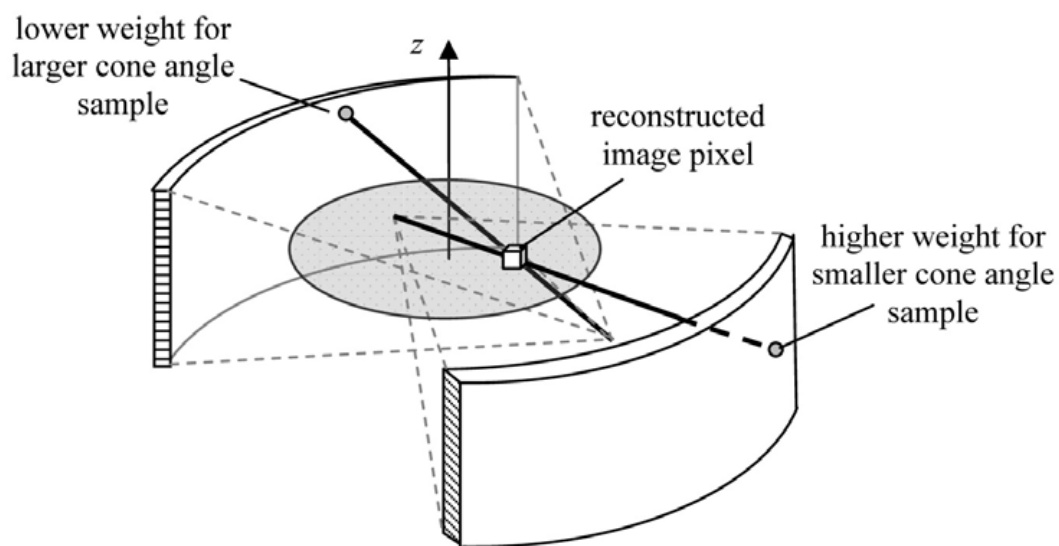 lower weight for
larger cone angle
sample
z
reconstructed
image pixel
higher weight for
smaller cone angle
sample